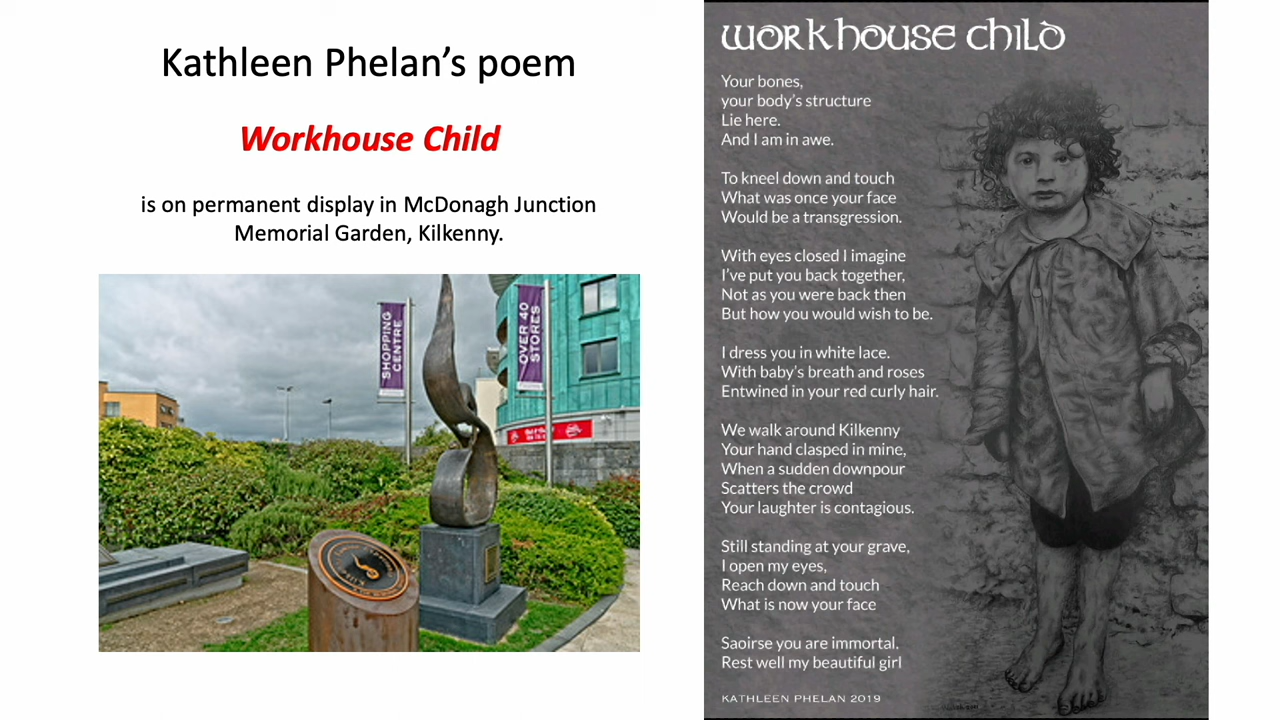 Kathleen Phelan's poem
Workhouse Child
is on permanent display in McDonagh Junction
Memorial Garden, Kilkenny.
SHOPPING
CENTRE
OVER 40
STORES
WORKHOUSE CHILD
Your bones,
your body's structure
Lie here.
And I am in awe.
To kneel down and touch
What was once your face
Would be a transgression.
With eyes closed I imagine
I've put you back together,
Not as you were back then
But how you would wish to be.
I dress you in white lace.
With baby's breath and roses
Entwined in your red curly hair.
We walk around Kilkenny
Your hand clasped in mine,
When a sudden downpour
Scatters the crowd
Your laughter is contagious.
Still standing at your grave,
I open my eyes,
Reach down and touch
What is now your face
Saoirse you are immortal.
Rest well my beautiful girl
KATHLEEN PHELAN 2019